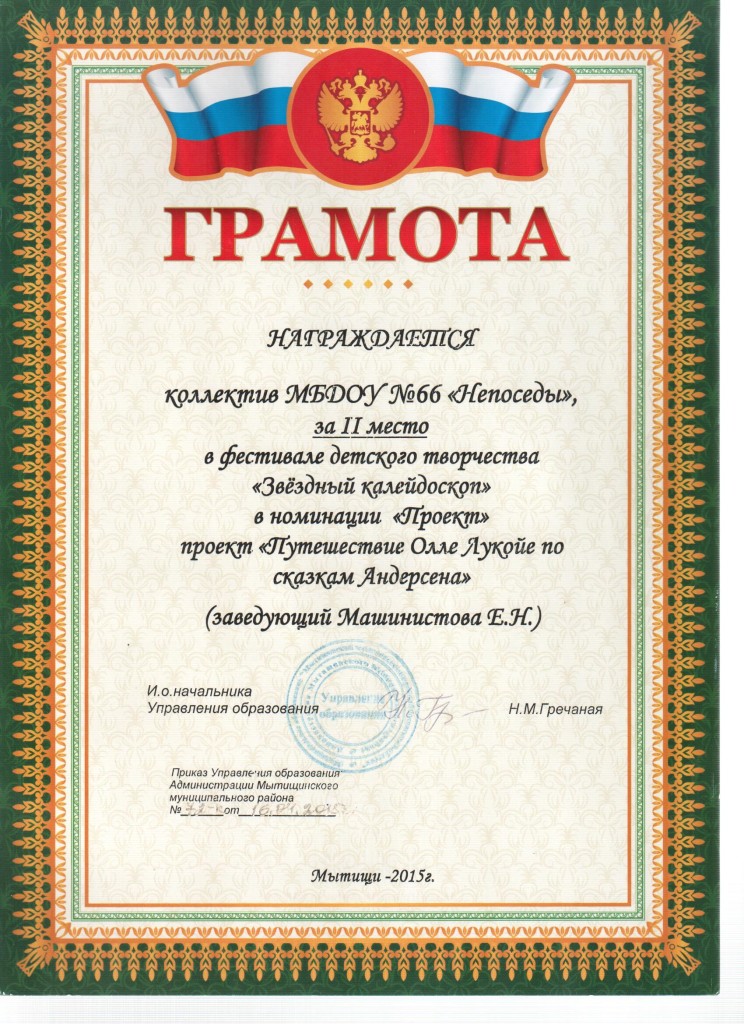 ГРАМОТА
НАГРАЖДАЕТСЯ
коллектив МБДОУ №66 «Непоседы»,
за II место
в фестивале детского творчества
«Звёздный калейдоскоп»
в номинации «Проект»
проект «Путешествие Олле Лукойе по
сказкам Андерсена»
(заведующий Машинистова Е.Н.)
И.о.начальника
Управления образования
Н.М.Гречаная
Управление
образования
Приказ Управления образования
Администрации Мытищинского
муниципального района
№ от
Мытищи -2015г.